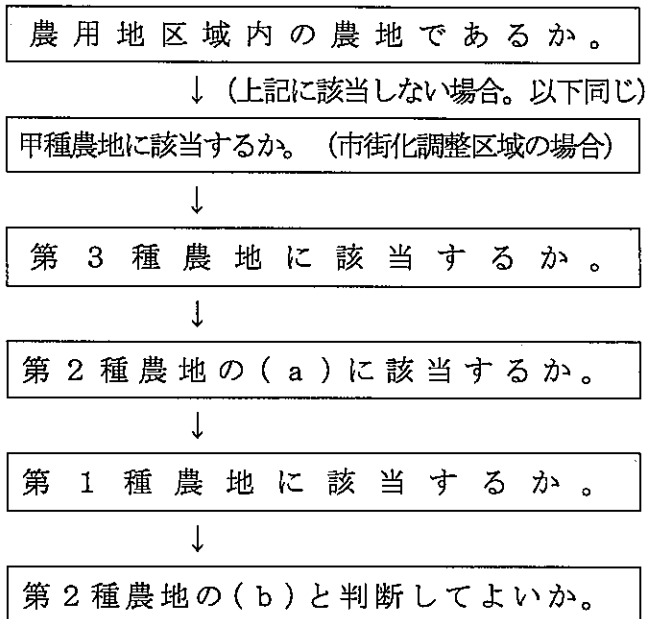 農用地区域内の農地であるか。
↓（上記に該当しない場合。以下同じ）
甲種農地に該当するか。（市街化調整区域の場合）
↓
第３種農地に該当するか。
↓
第２種農地の(ａ)に該当するか。
↓
第１種農地に該当するか。
↓
第２種農地の(ｂ)と判断してよいか。